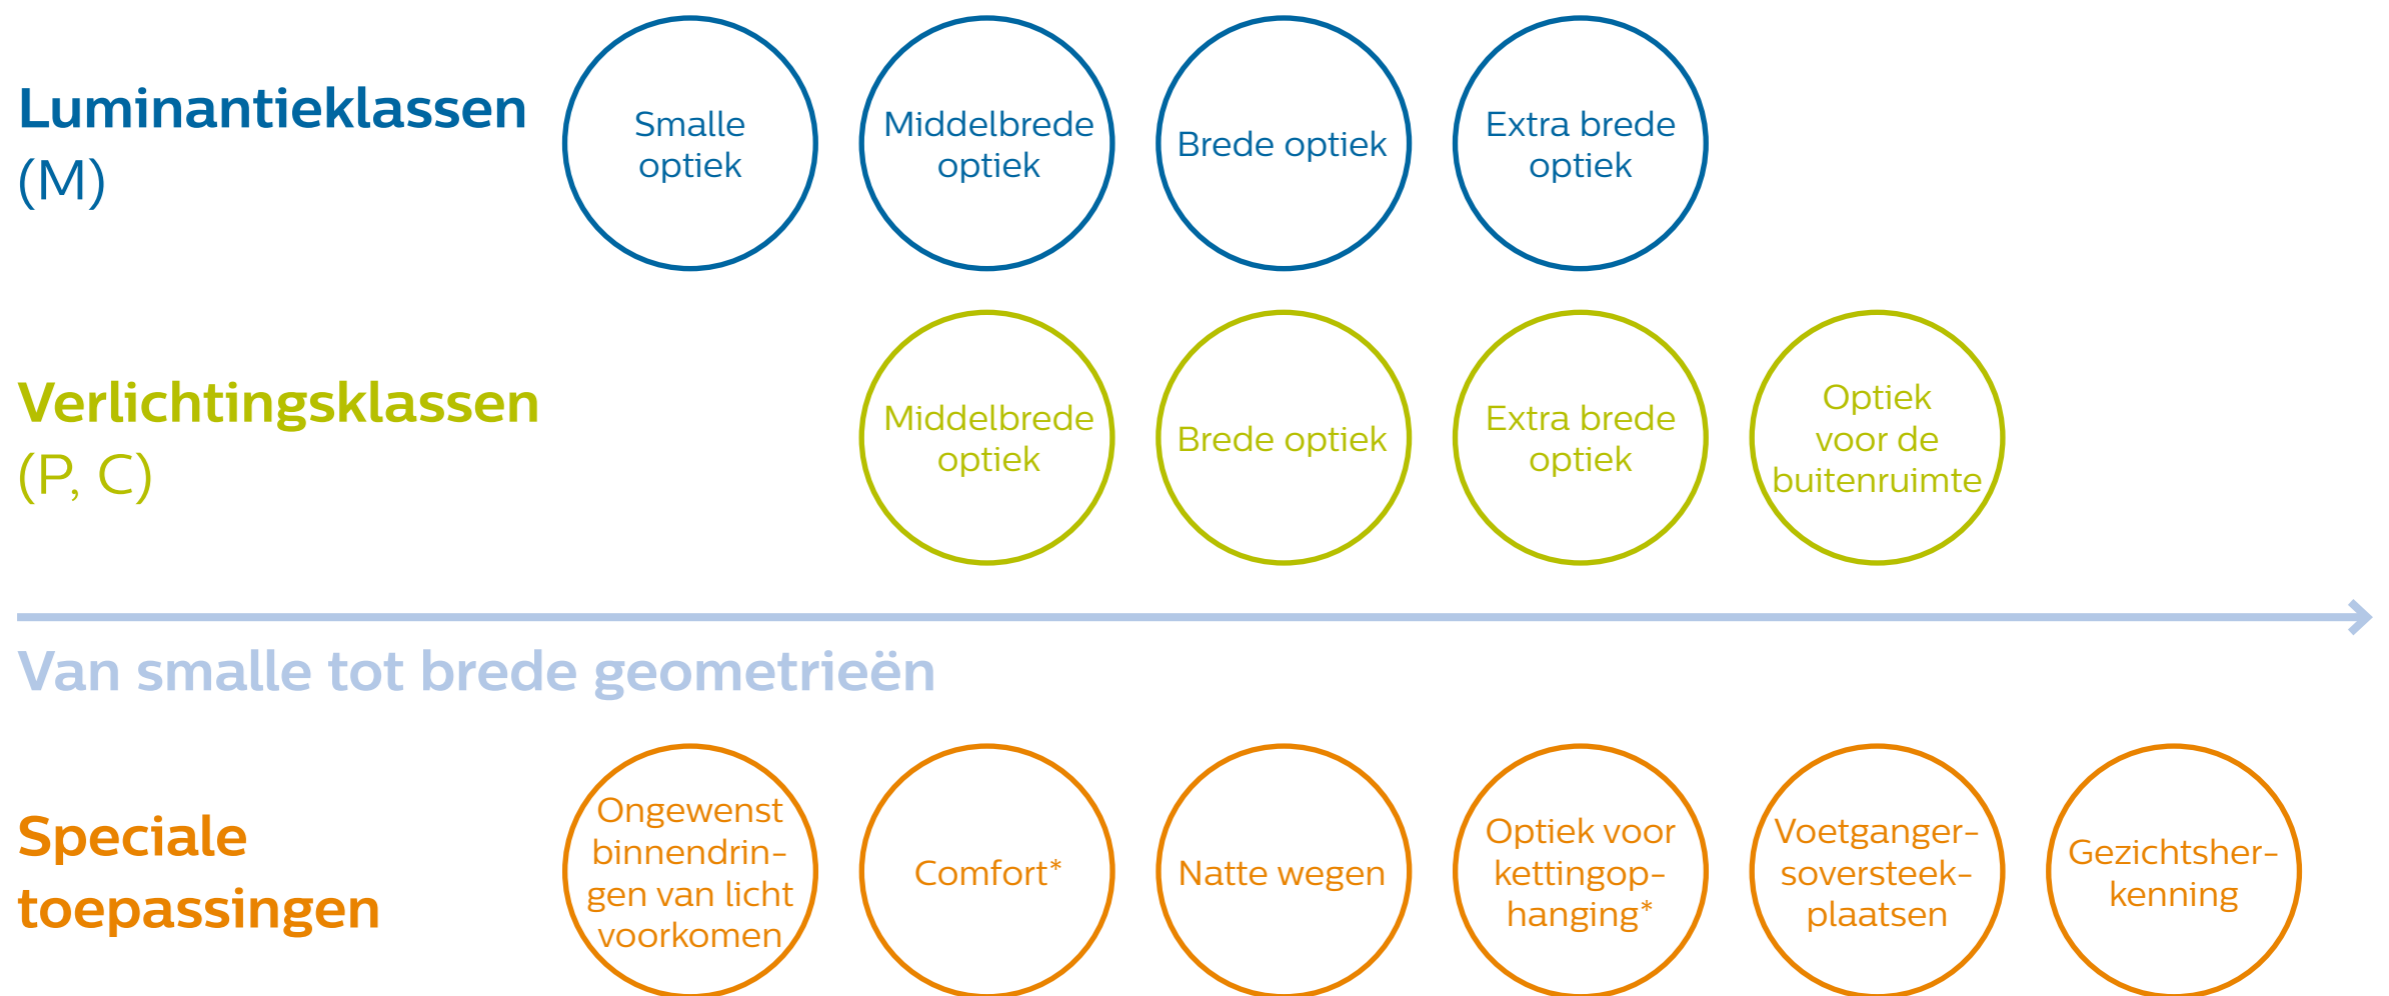 Luminantieklassen
(M)
Smalle
optiek
Middelbrede
optiek
Brede optiek
Extra brede
optiek
Verlichtingsklassen
(P, C)
Middelbrede
optiek
Brede optiek
Extra brede
optiek
Optiek
voor de
buitenruimte
Van smalle tot brede geometrieën
Speciale
toepassingen
Ongewenst
binnendrin-
gen van licht
voorkomen
Comfort*
Natte wegen
Optiek voor
kettingop-
hanging*
Voetganger-
soversteek-
plaatsen
Gezichtsher-
kenning